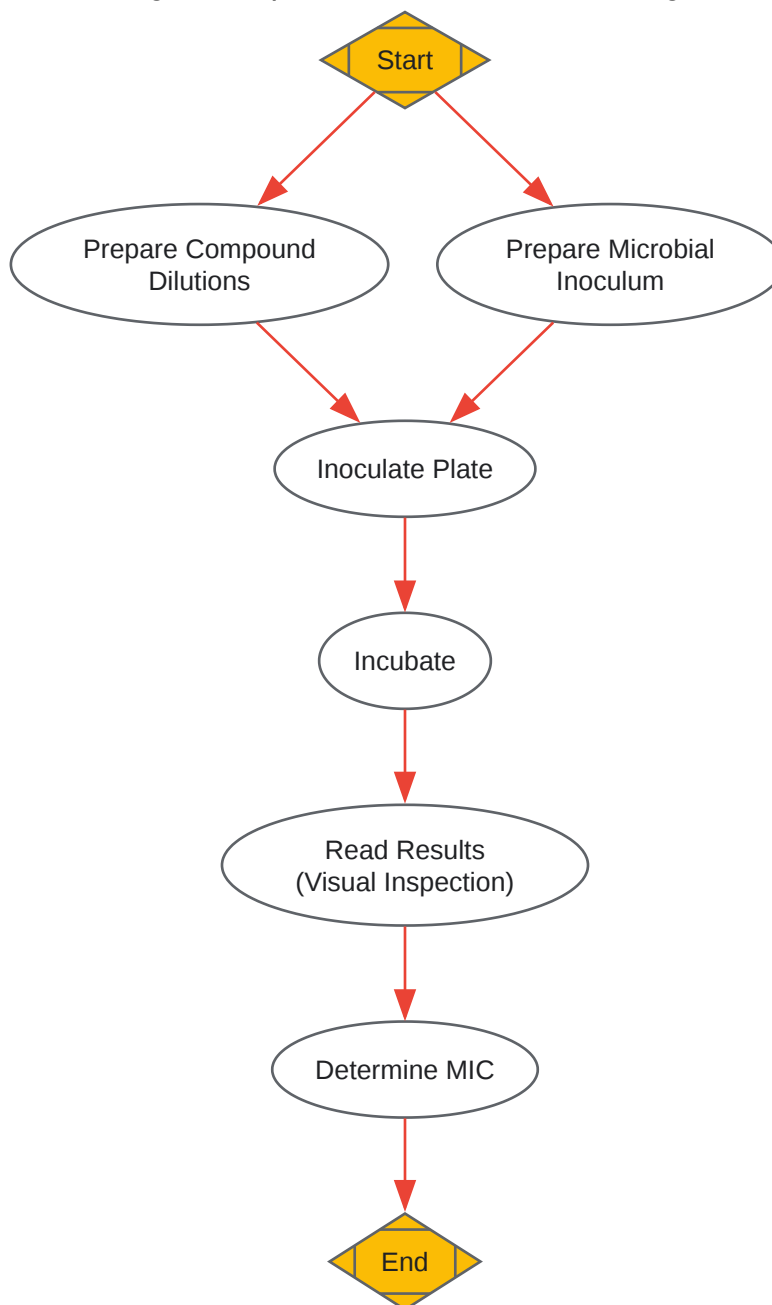 Start
Prepare Compound
Dilutions
Prepare Microbial
Inoculum
Inoculate Plate
Incubate
Read Results
(Visual Inspection)
Determine MIC
End